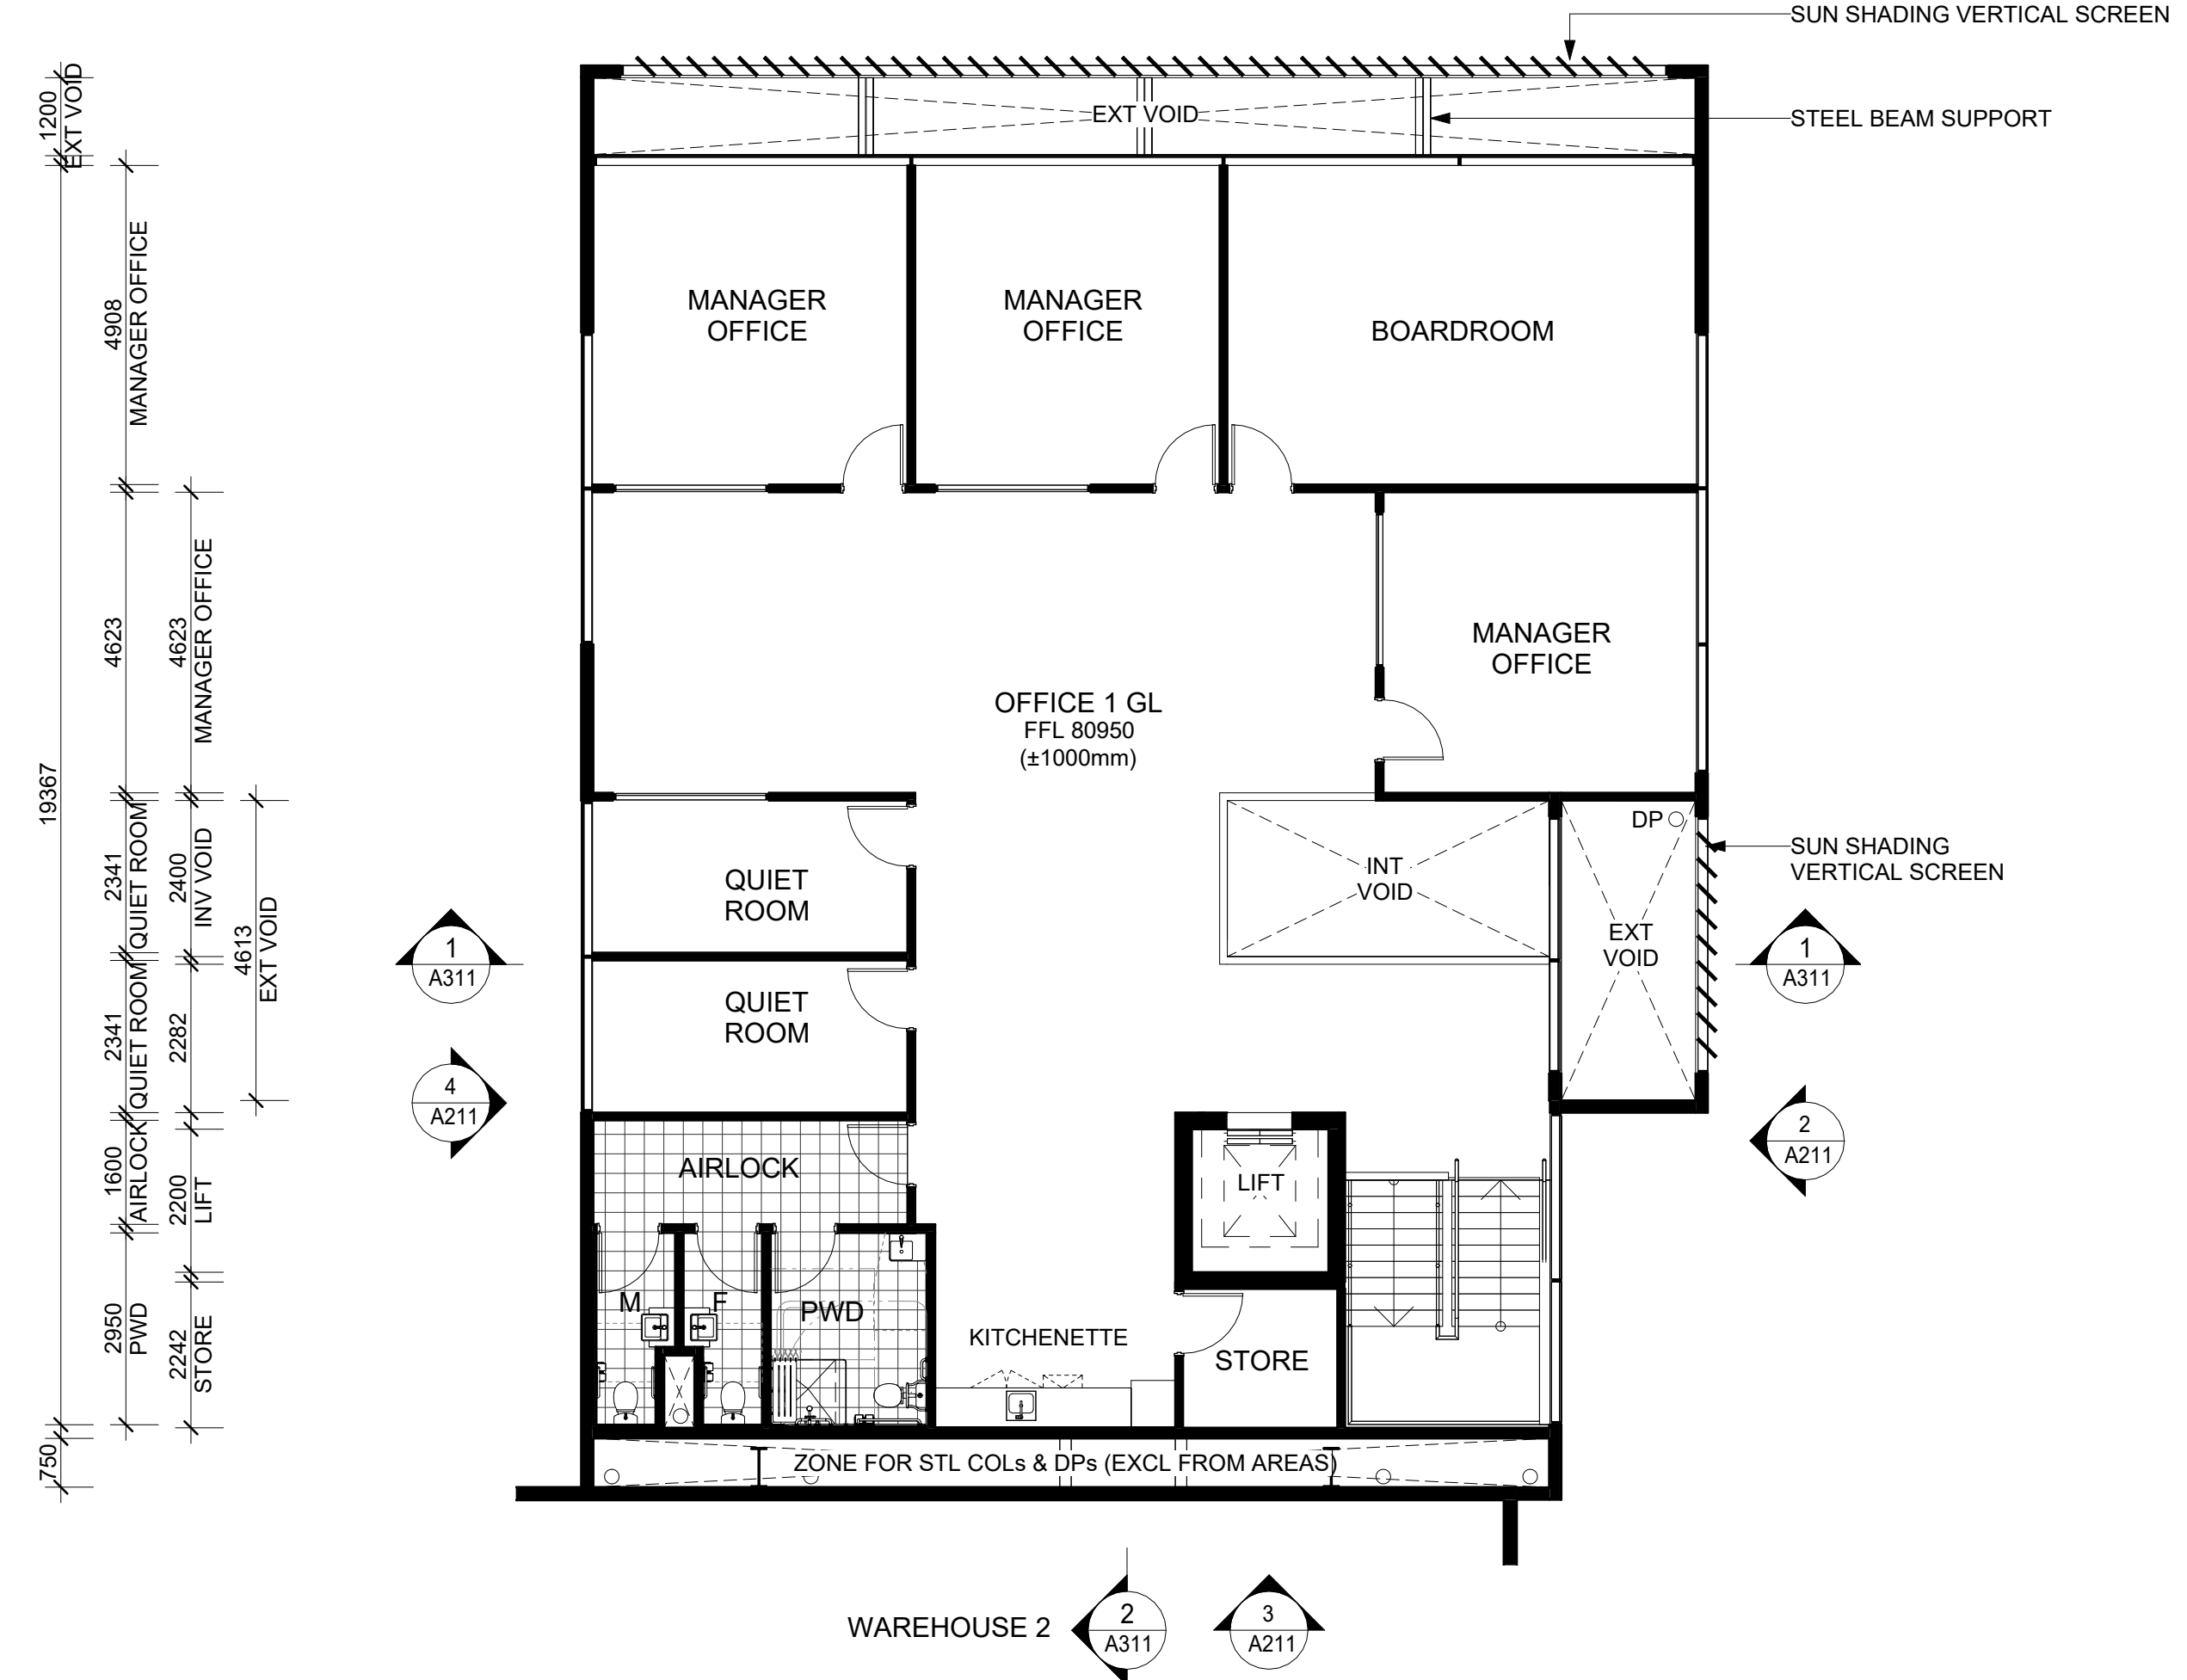 SUN SHADING VERTICAL SCREEN
EXT VOID
STEEL BEAM SUPPORT
1200
EXT VOID
MANAGER
OFFICE
MANAGER
OFFICE
BOARDROOM
4908
MANAGER OFFICE
MANAGER
OFFICE
OFFICE 1 GL
FFL 80950
(±1000mm)
4623
4623
MANAGER OFFICE
19367
DP
SUN SHADING
VERTICAL SCREEN
INT
VOID
QUIET
ROOM
2341
QUIET ROOM
2400
INV VOID
4613
EXT VOID
EXT
VOID
1
A311
1
A311
QUIET
ROOM
2341
QUIET ROOM
2282
4
A211
2
A211
AIRLOCK
1600
AIRLOCK
2200
LIFT
LIFT
M
F
PWD
KITCHENETTE
STORE
2950
PWD
2242
STORE
750
ZONE FOR STL COLs & DPs (EXCL FROM AREAS)
WAREHOUSE 2
2
A311
3
A211